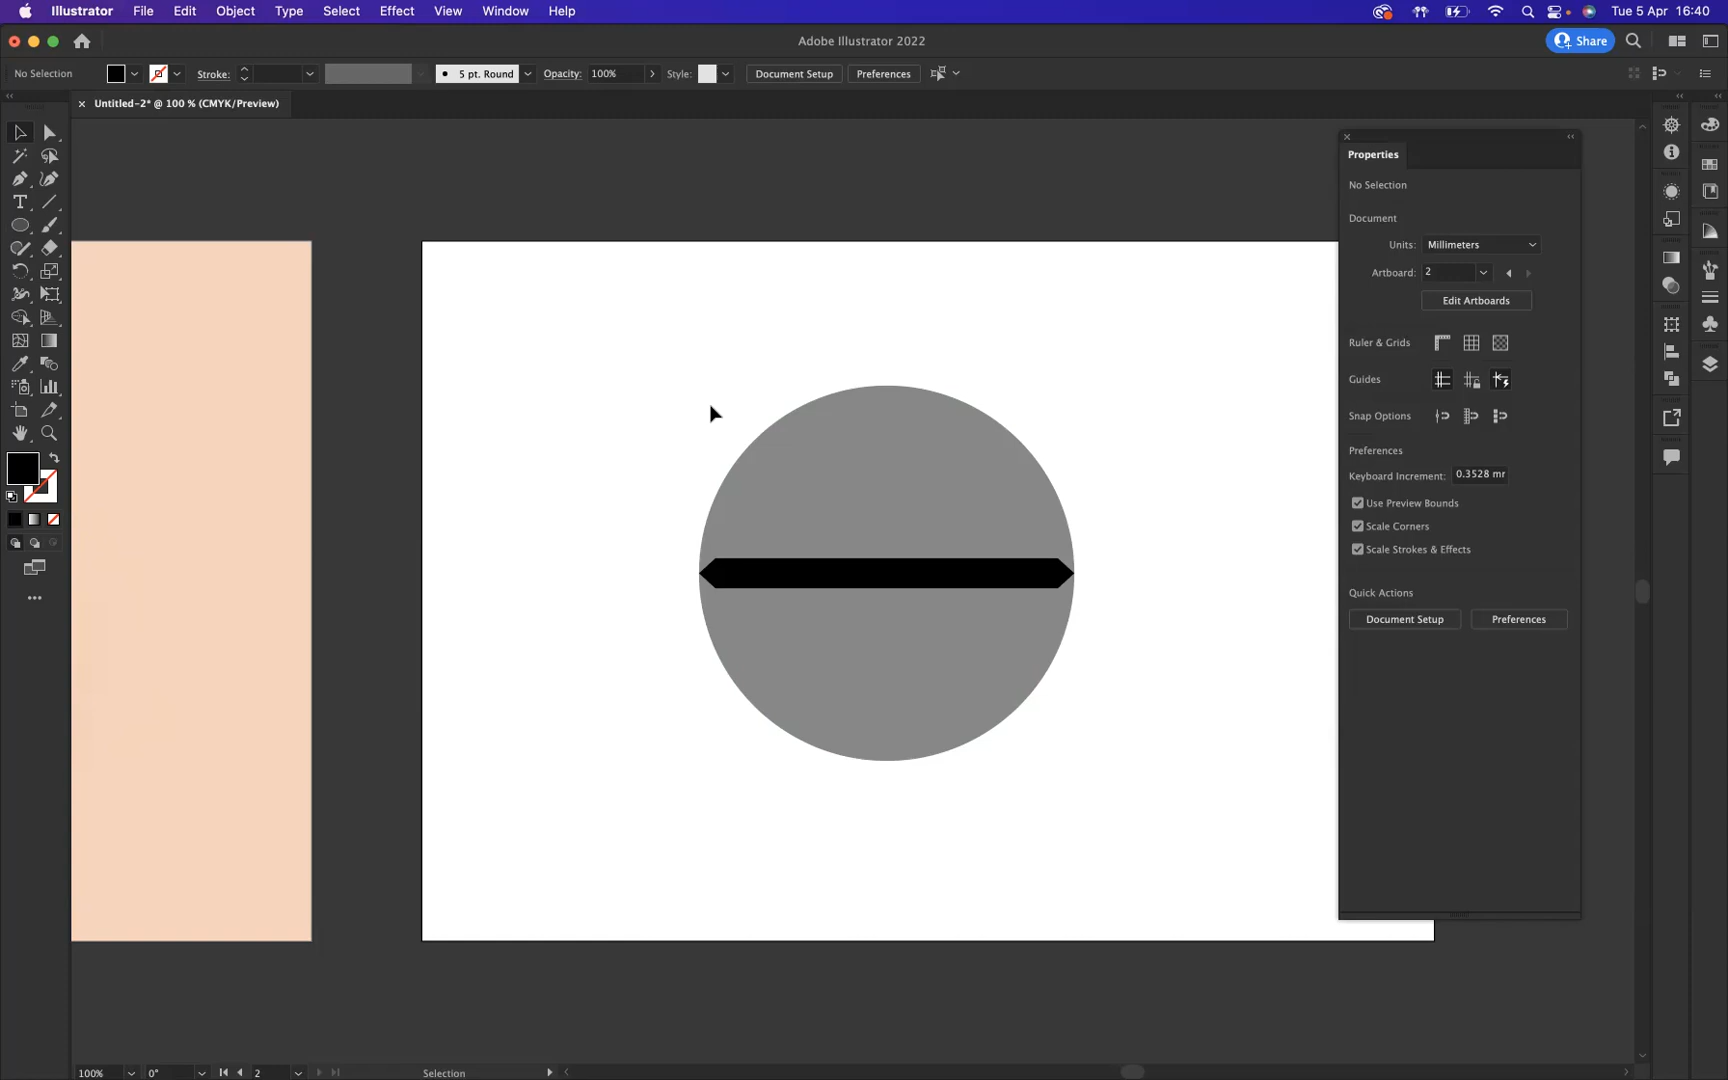 Illustrator File Edit Object Type Select Effect View Window Help
Tue 5 Apr 16:40
Adobe Illustrator 2022
Share
No Selection
Stroke:
5 pt. Round
Opacity: 100%
Style:
Document Setup
Preferences
Untitled-2* @ 100 % (CMYK/Preview)
Properties
No Selection
Document
Units: Millimeters
Artboard: 2
Edit Artboards
Ruler & Grids
Guides
Snap Options
Preferences
Keyboard Increment: 0.3528 mr
Use Preview Bounds
Scale Corners
Scale Strokes & Effects
Quick Actions
Document Setup
Preferences
100% 0° 2 Selection